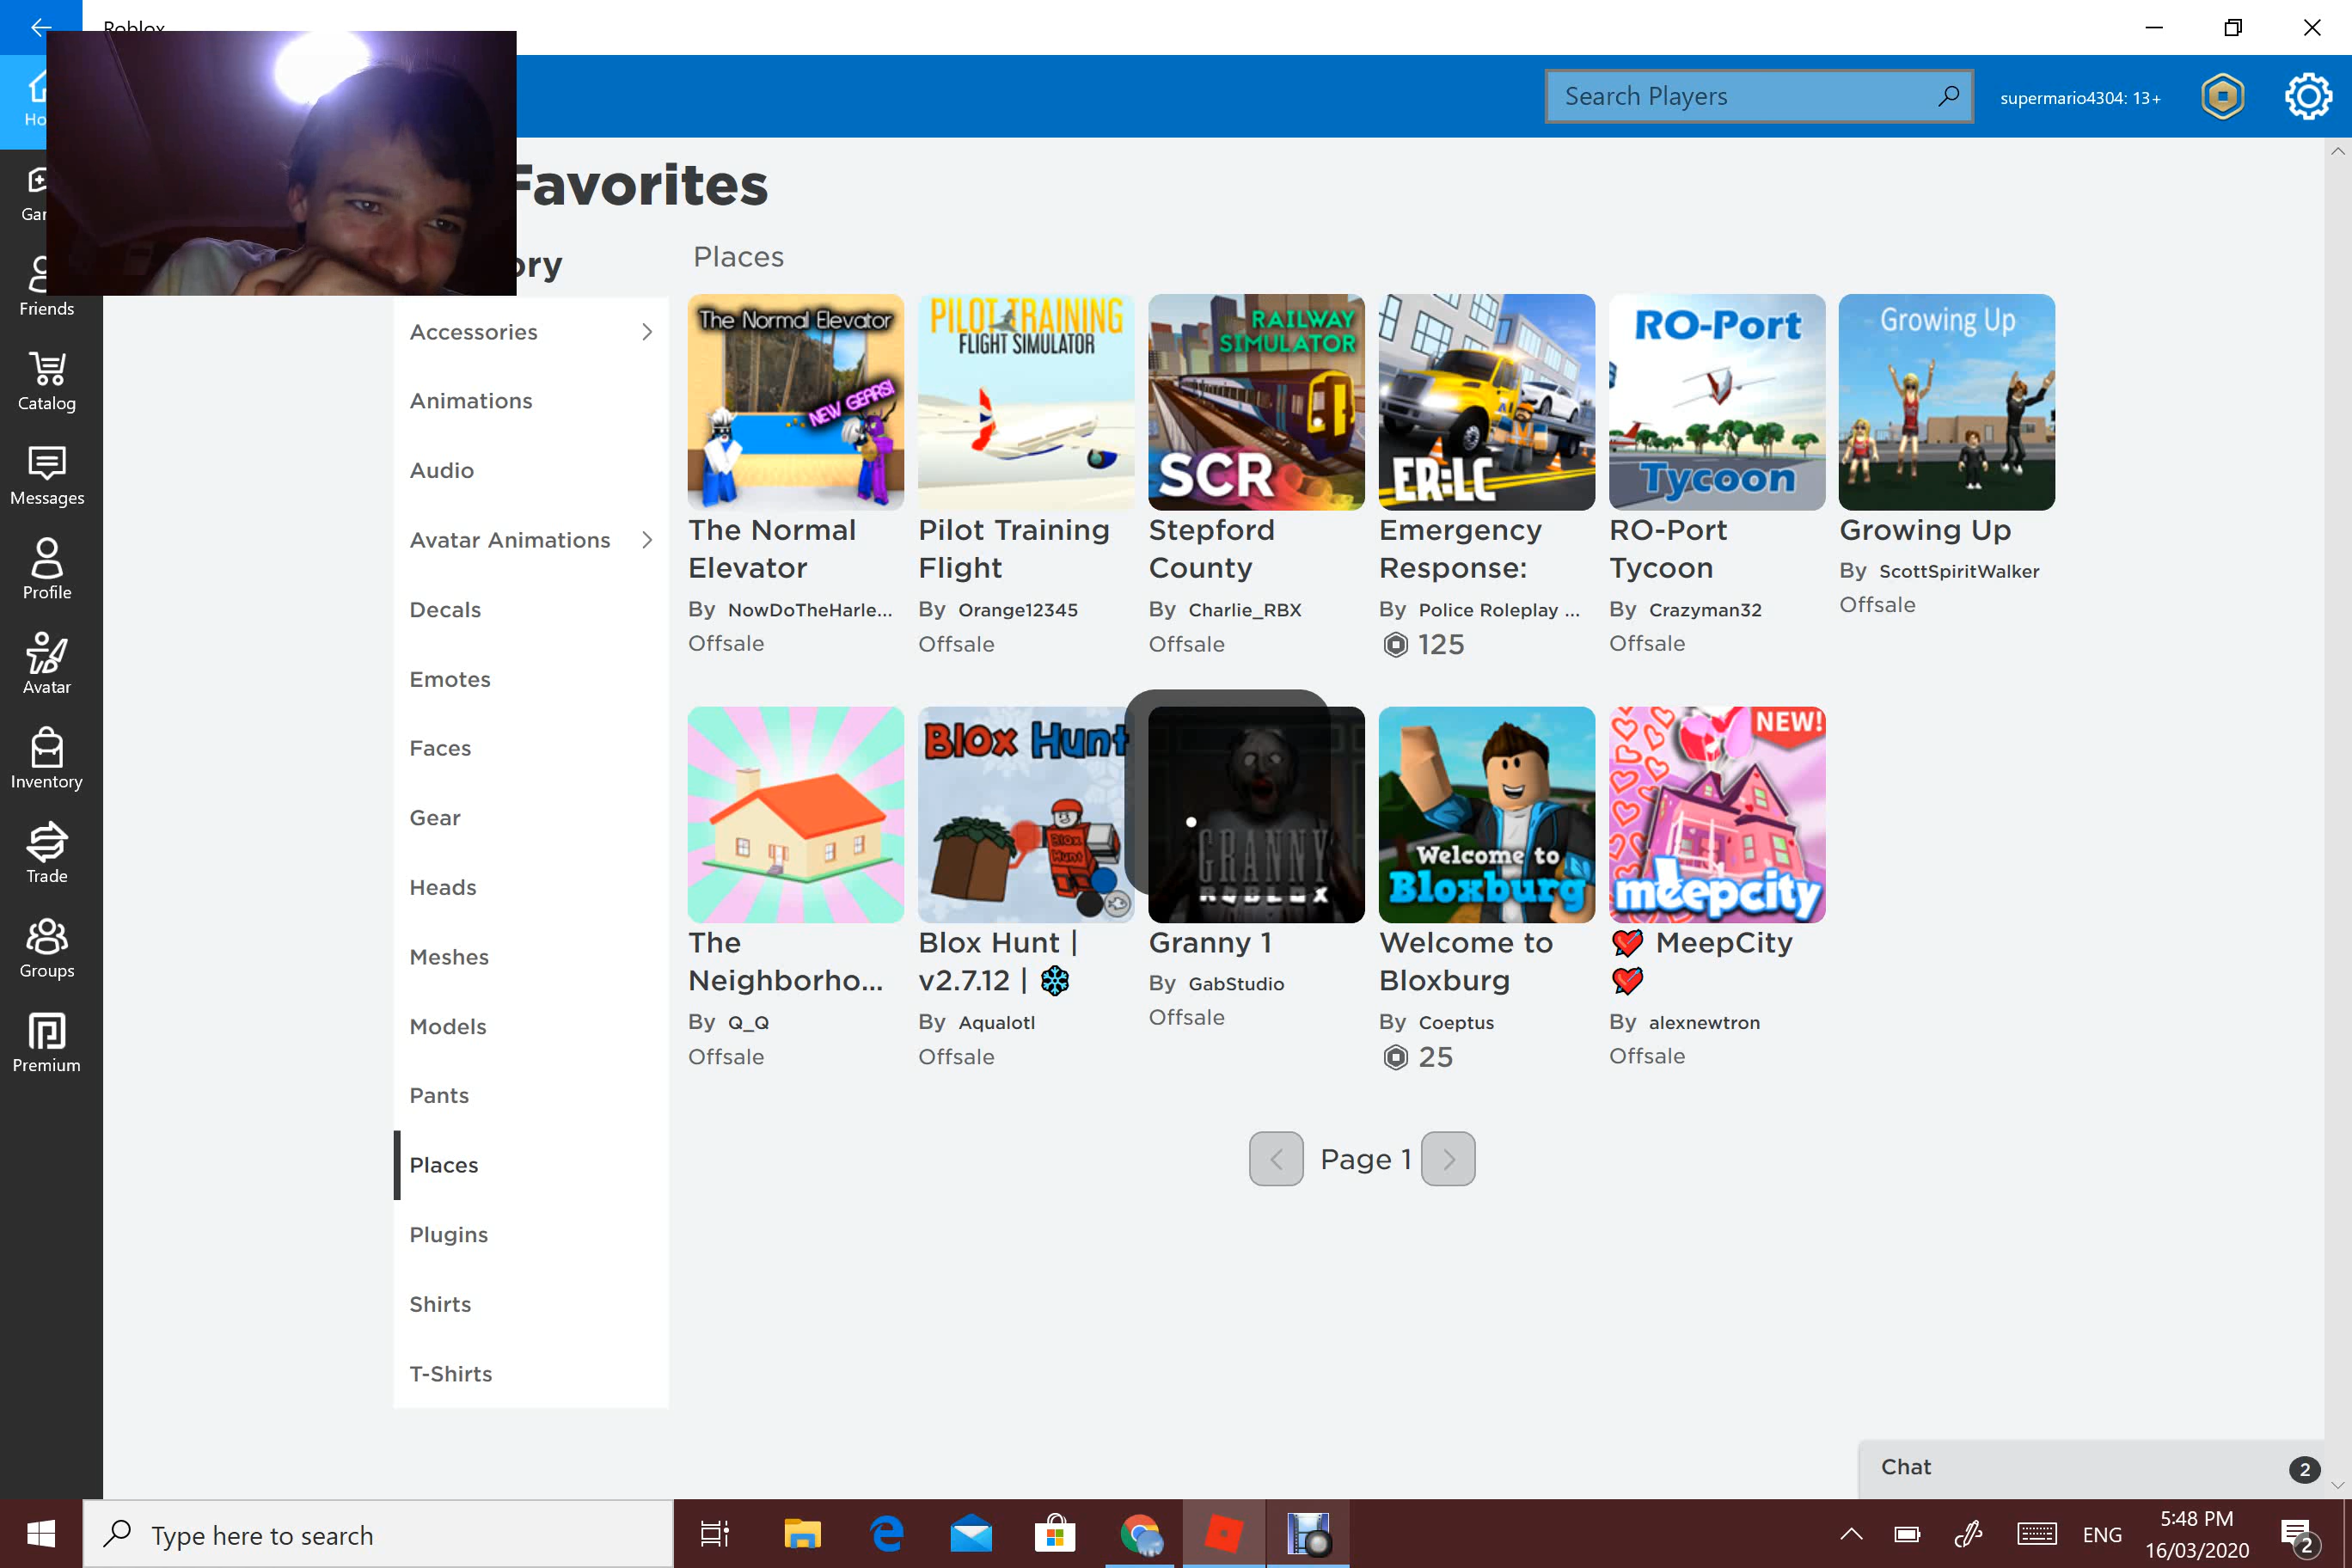 Roblox
Search Players
supermario4304: 13+
Friends
Catalog
Messages
Profile
Avatar
Inventory
Trade
Groups
Premium
Favorites
Accessories
Animations
Audio
Avatar Animations
Decals
Emotes
Faces
Gear
Heads
Meshes
Models
Pants
Places
Plugins
Shirts
T-Shirts
Places
The Normal Elevator
NEW GEARS!
The Normal
Elevator
By NowDoTheHarle...
Offsale
PILOT TRAINING
FLIGHT SIMULATOR
Pilot Training
Flight
By Orange12345
Offsale
RAILWAY
SIMULATOR
SCR
Stepford
County
By Charlie_RBX
Offsale
ER:LC
Emergency
Response:
By Police Roleplay ...
125
RO-Port
Tycoon
RO-Port
Tycoon
By Crazyman32
Offsale
Growing Up
Growing Up
By ScottSpiritWalker
Offsale
The
Neighborho...
By Q_Q
Offsale
Blox Hunt
Blox
Hunt
Blox Hunt |
v2.7.12 | ❄
By Aqualotl
Offsale
GRANNY
ROBLOX
Granny 1
By GabStudio
Offsale
Welcome to
Bloxburg
Welcome to
Bloxburg
By Coeptus
25
NEW!
meepcity
💘 MeepCity
💘
By alexnewtron
Offsale
Page 1
Chat
2
Type here to search
ENG
5:48 PM
16/03/2020
2